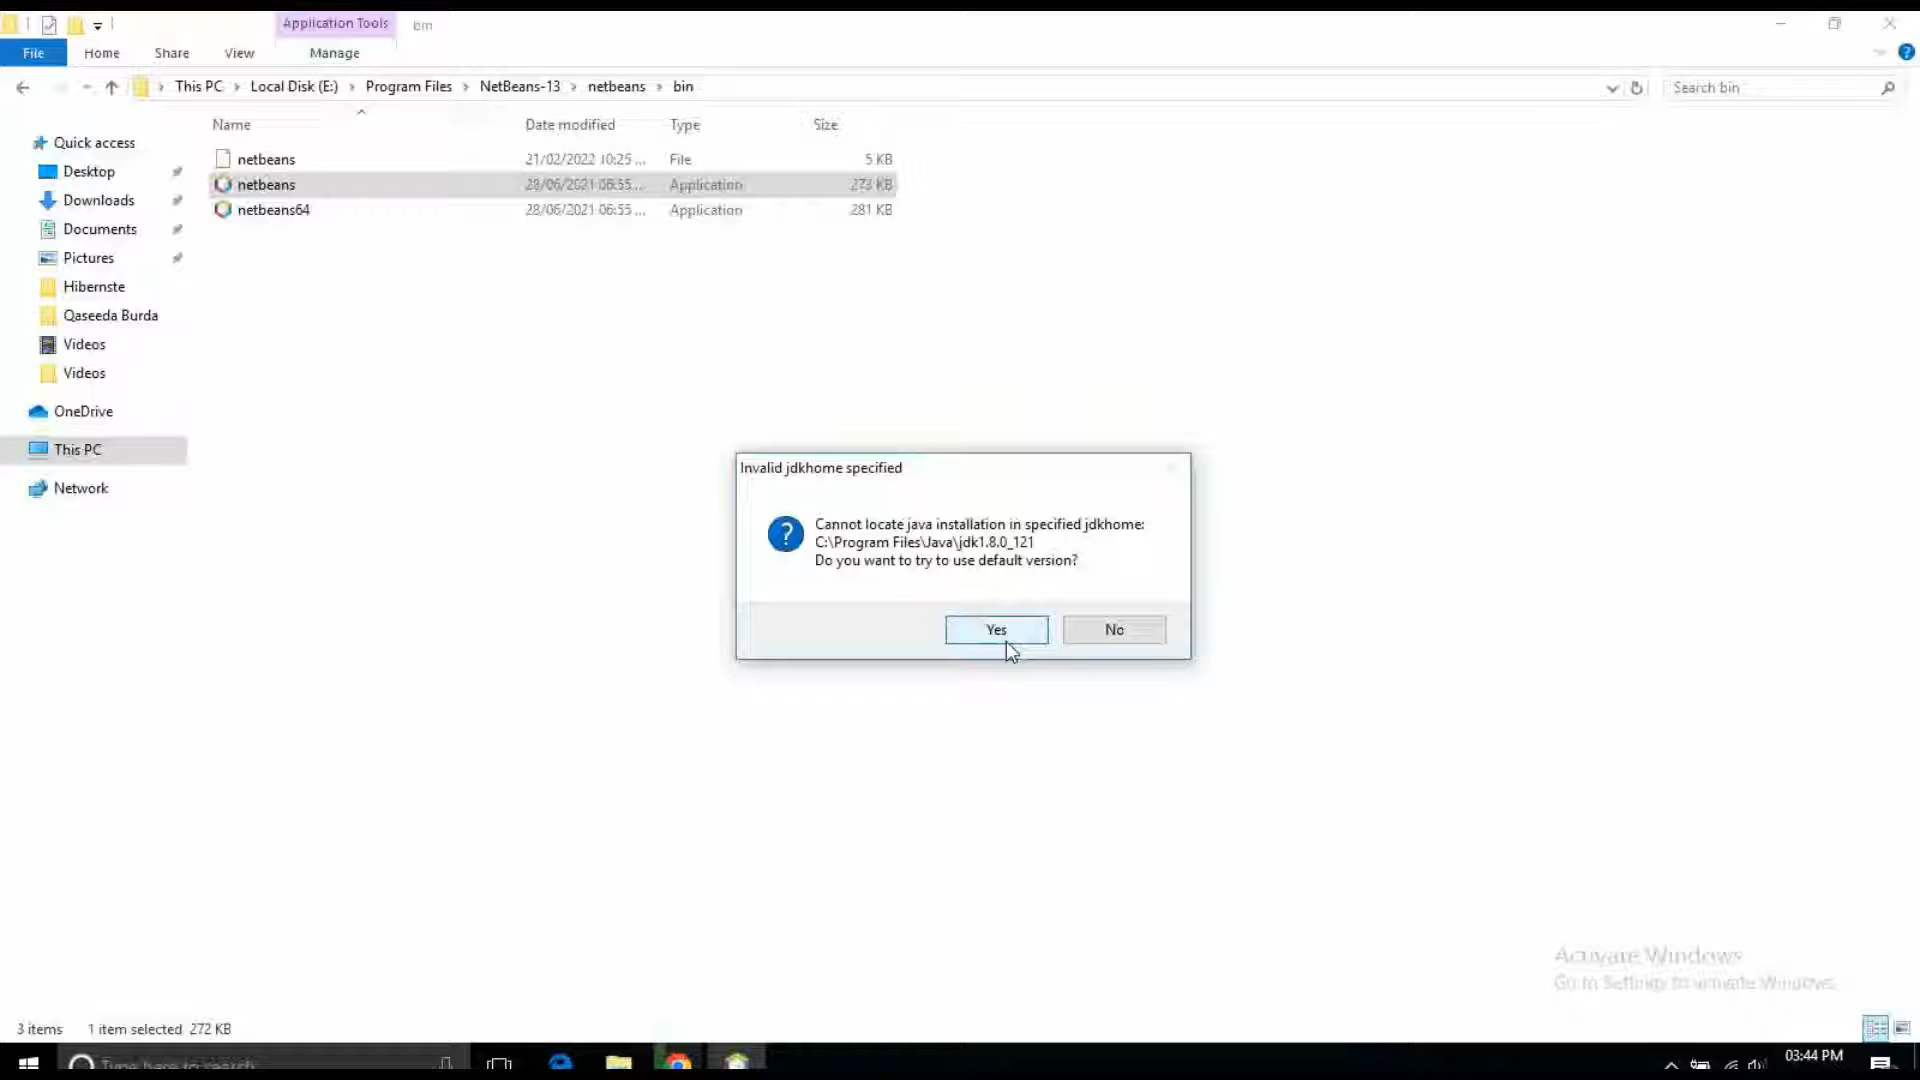 Application Tools
bin
File
Home
Share
View
Manage
This PC
Local Disk (E:)
Program Files
NetBeans-13
netbeans
bin
Search bin
Name
Date modified
Type
Size
Quick access
Desktop
Downloads
Documents
Pictures
Hibernste
Qaseeda Burda
Videos
Videos
OneDrive
This PC
Network
netbeans 21/02/2022 10:25 ... File 5 KB
netbeans 28/06/2021 06:55 ... Application 273 KB
netbeans64 28/06/2021 06:55 ... Application 281 KB
Invalid jdkhome specified
Cannot locate java installation in specified jdkhome:
C:\Program Files\Java\jdk1.8.0_121
Do you want to try to use default version?
Yes
No
Activate Windows
Go to Settings to activate Windows.
3 items 1 item selected 272 KB
Type here to search
03:44 PM